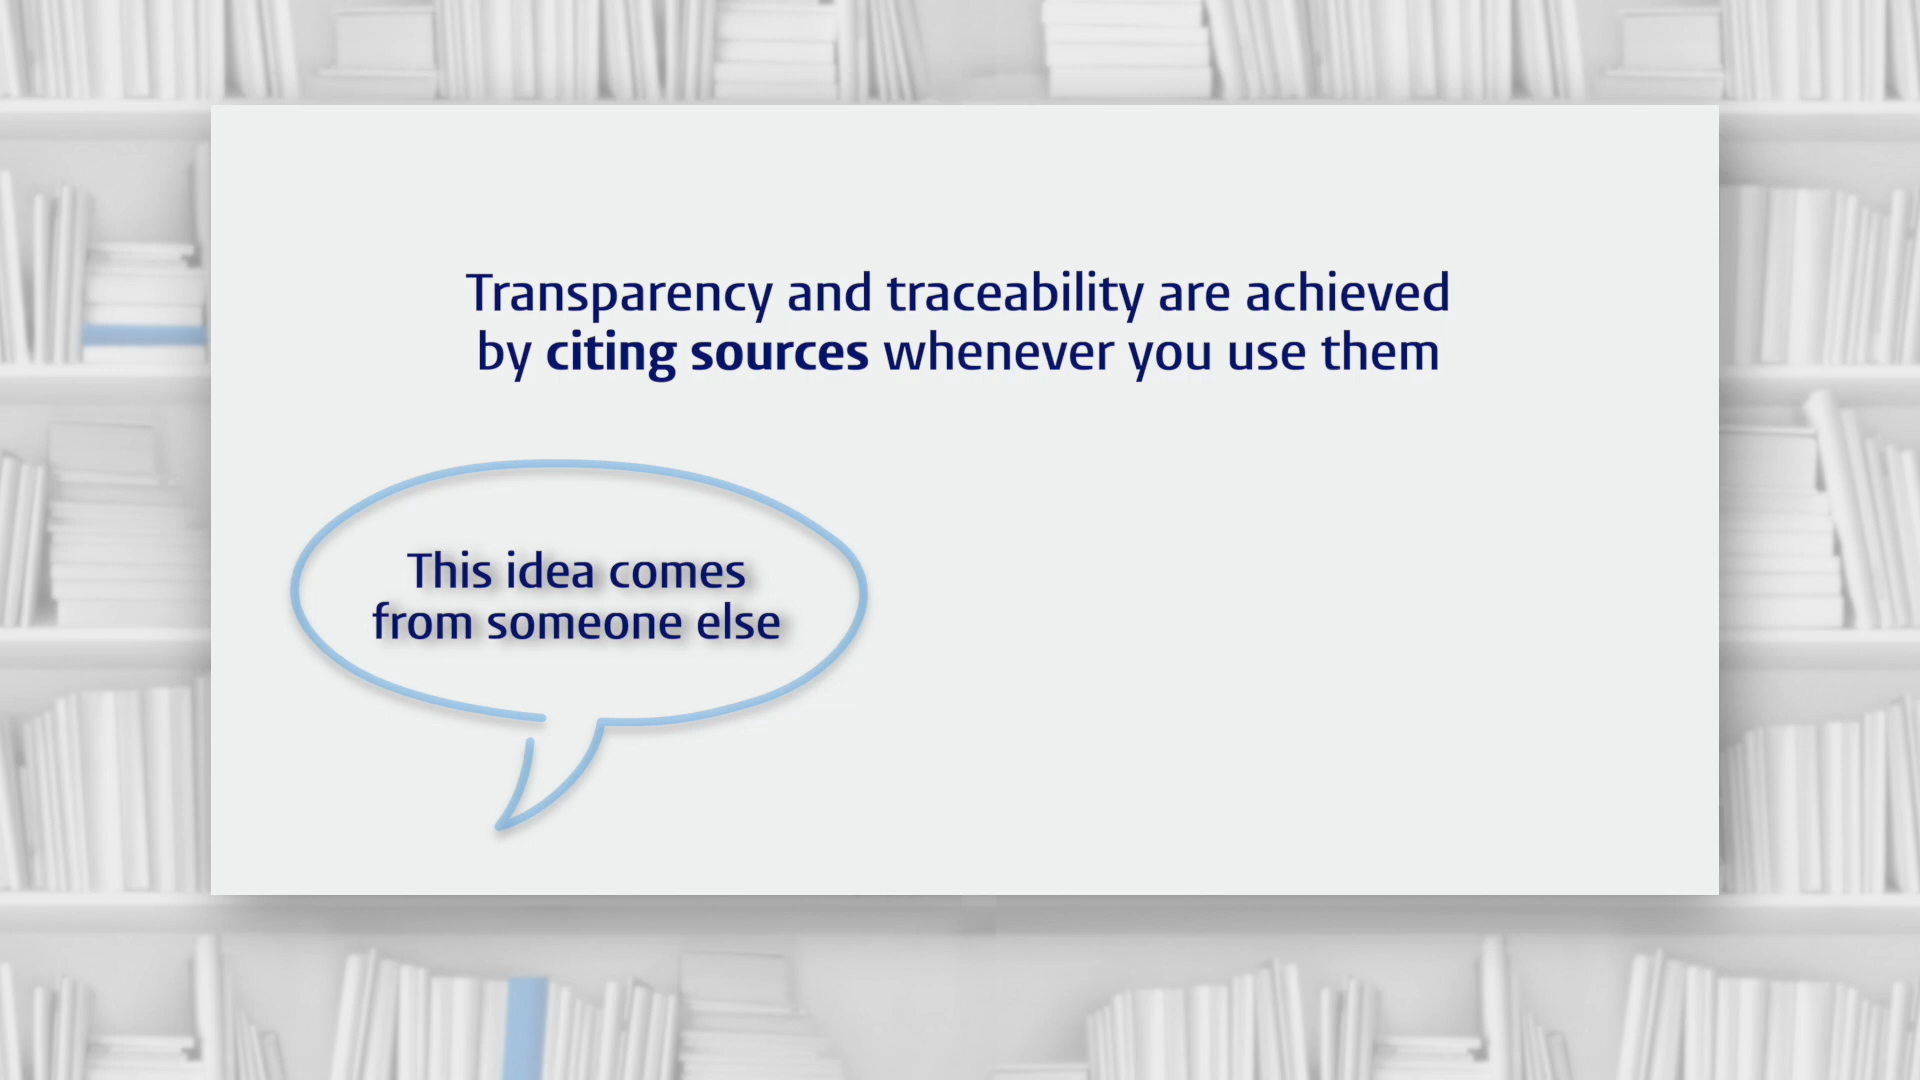 Transparency and traceability are achieved
by citing sources whenever you use them
This idea comes
from someone else